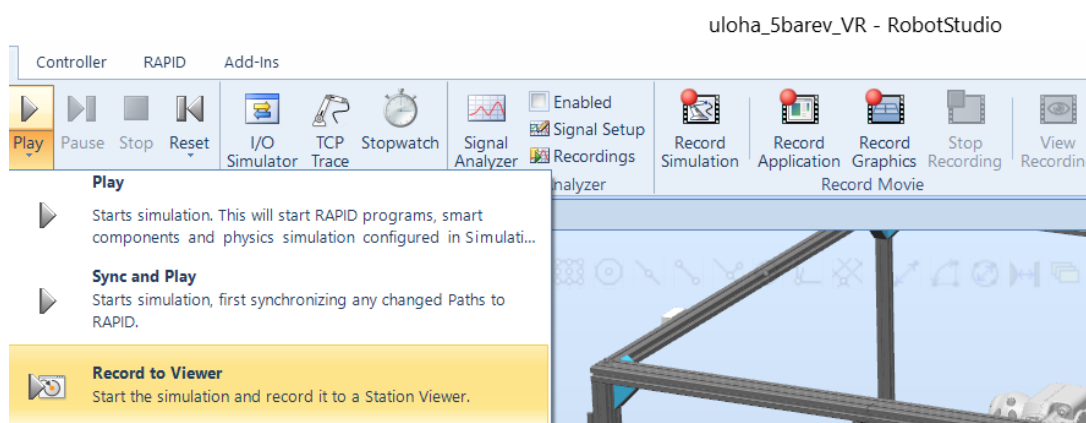 uloha_5barev_VR - RobotStudio
Controller RAPID Add-Ins
Play Pause Stop Reset I/O Simulator TCP Trace Stopwatch Signal Analyzer
Enabled
Signal Setup
Recordings
Record Simulation Record Application Record Graphics Stop Recording View
Record Movie
Play
Starts simulation. This will start RAPID programs, smart
components and physics simulation configured in Simulati...
Sync and Play
Starts simulation, first synchronizing any changed Paths to
RAPID.
Record to Viewer
Start the simulation and record it to a Station Viewer.